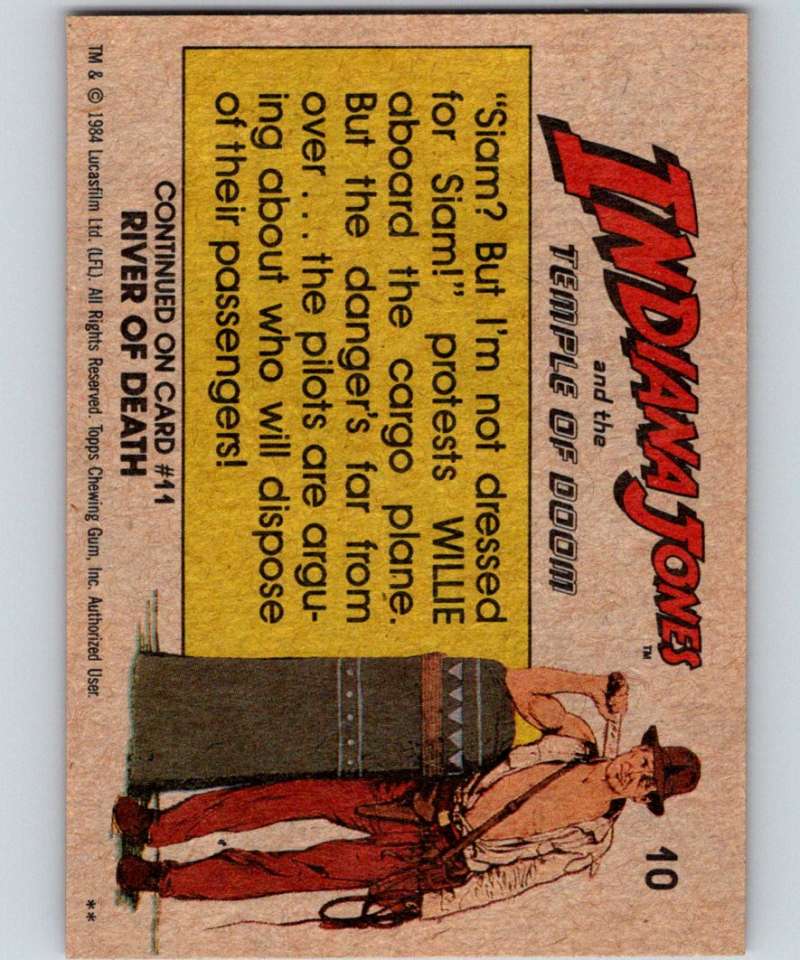 INDIANA JONES™
and the
TEMPLE OF DOOM
10
"Siam? But I'm not dressed
for Siam!" protests WILLIE
aboard the cargo plane.
But the danger's far from
over . . . the pilots are argu-
ing about who will dispose
of their passengers!
CONTINUED ON CARD #11
RIVER OF DEATH
TM & © 1984 Lucasfilm Ltd. (LFL). All Rights Reserved. Topps Chewing Gum, Inc. Authorized User.
**